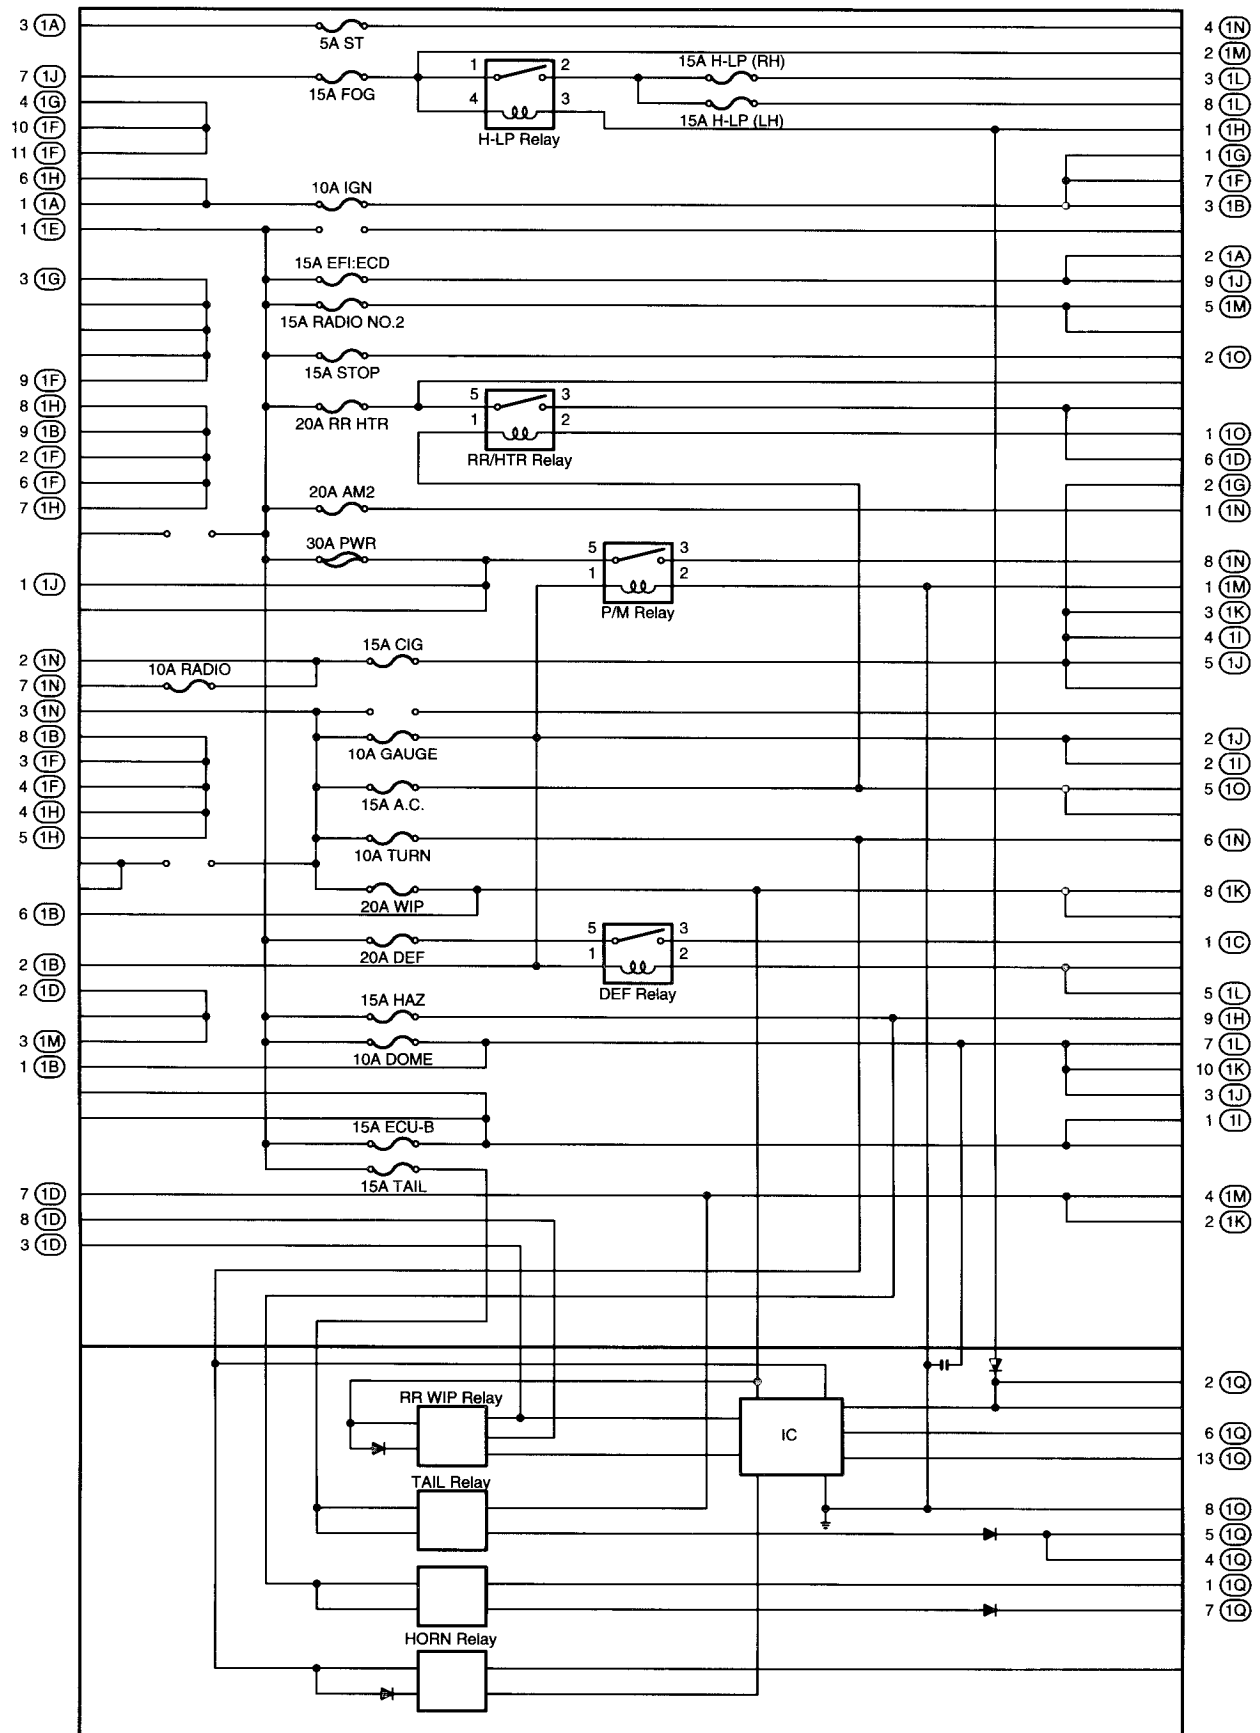 3 1A
5A ST
4 1N
2 1M
7 1J
15A FOG
1
2
4
3
H-LP Relay
15A H-LP (RH)
15A H-LP (LH)
3 1L
8 1L
4 1G
10 1F
1 1H
11 1F
1 1G
6 1H
7 1F
1 1A
10A IGN
3 1B
1 1E
15A EFI:ECD
2 1A
3 1G
9 1J
15A RADIO NO.2
5 1M
15A STOP
2 1O
9 1F
8 1H
20A RR HTR
5
3
1
2
RR/HTR Relay
9 1B
1 1O
2 1F
6 1D
6 1F
2 1G
7 1H
20A AM2
1 1N
30A PWR
5
3
1
2
P/M Relay
8 1N
1 1J
1 1M
3 1K
4 1I
2 1N
15A CIG
5 1J
10A RADIO
7 1N
3 1N
8 1B
10A GAUGE
2 1J
3 1F
2 1I
4 1F
15A A.C.
5 1O
4 1H
5 1H
10A TURN
6 1N
20A WIP
8 1K
6 1B
20A DEF
5
3
1
2
DEF Relay
1 1C
2 1B
2 1D
5 1L
15A HAZ
9 1H
3 1M
10A DOME
7 1L
1 1B
10 1K
3 1J
15A ECU-B
1 1I
15A TAIL
7 1D
4 1M
8 1D
2 1K
3 1D
RR WIP Relay
IC
2 1Q
6 1Q
13 1Q
TAIL Relay
8 1Q
5 1Q
4 1Q
1 1Q
7 1Q
HORN Relay